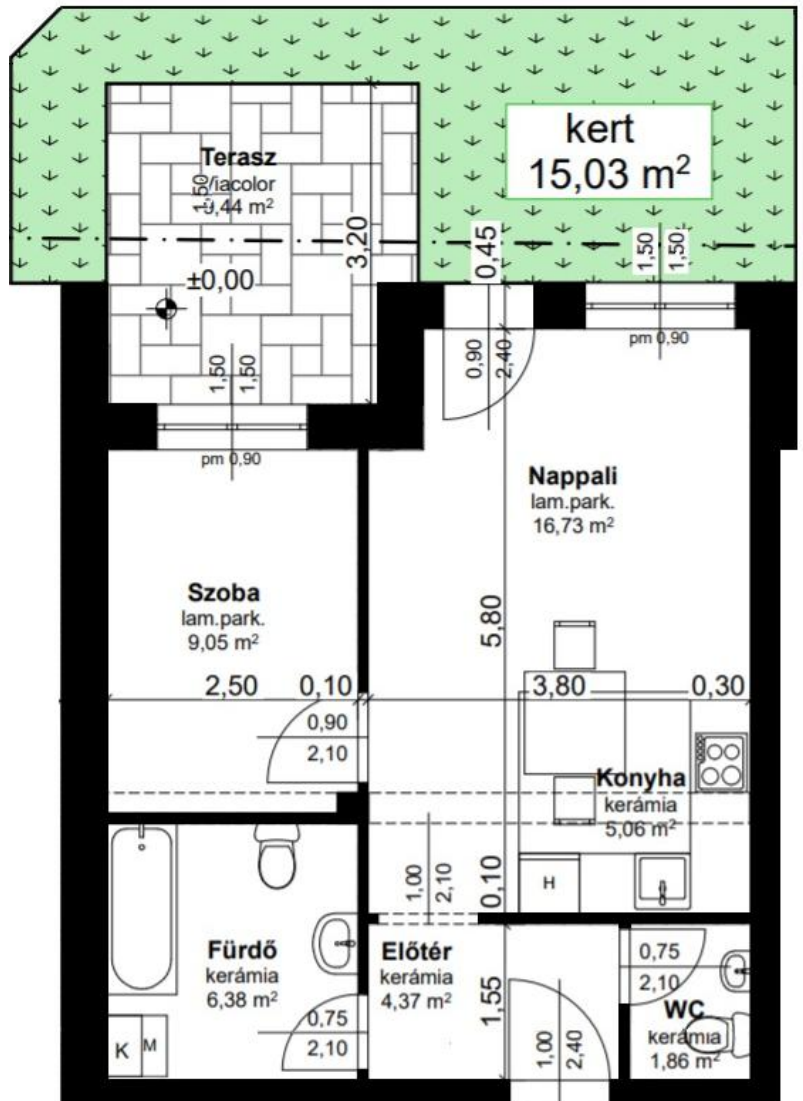 kert
15,03 m²
Terasz
Viacolor
1,50
3,20
0,45
1,50
1,50
±0,00
0,90
2,40
pm 0,90
1,50
1,50
pm 0,90
Nappali
lam.park.
16,73 m²
Szoba
lam.park.
9,05 m²
5,80
2,50
0,10
3,80
0,30
0,90
2,10
Konyha
kerámia
5,06 m²
1,00
2,10
0,10
H
Fürdő
kerámia
6,38 m²
Előtér
kerámia
4,37 m²
0,75
2,10
1,55
WC
kerámia
1,86 m²
0,75
2,10
K
M
1,00
2,40